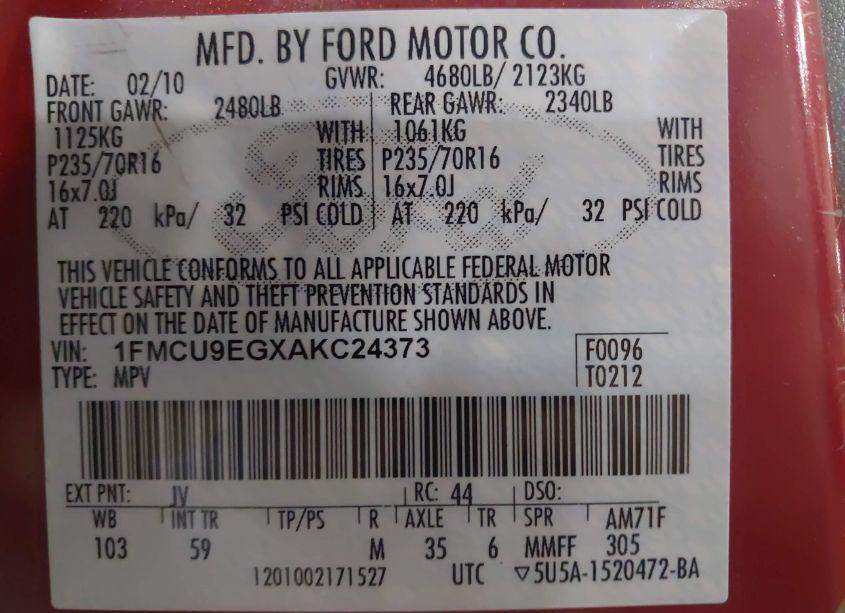 MFD. BY FORD MOTOR CO.
DATE: 02/10 GVWR: 4680LB/ 2123KG
FRONT GAWR: 2480LB REAR GAWR: 2340LB
1125KG WITH 1061KG WITH
P235/70R16 TIRES P235/70R16 TIRES
16x7.0J RIMS 16x7.0J RIMS
AT 220 kPa/ 32 PSI COLD AT 220 kPa/ 32 PSI COLD
Ford
THIS VEHICLE CONFORMS TO ALL APPLICABLE FEDERAL MOTOR
VEHICLE SAFETY AND THEFT PREVENTION STANDARDS IN
EFFECT ON THE DATE OF MANUFACTURE SHOWN ABOVE.
VIN: 1FMCU9EGXAKC24373 F0096
TYPE: MPV T0212
EXT PNT: JV RC: 44 DSO:
WB INT TR TP/PS R AXLE TR SPR AM71F
103 59 M 35 6 MMFF 305
1201002171527 UTC ▽5U5A-1520472-BA